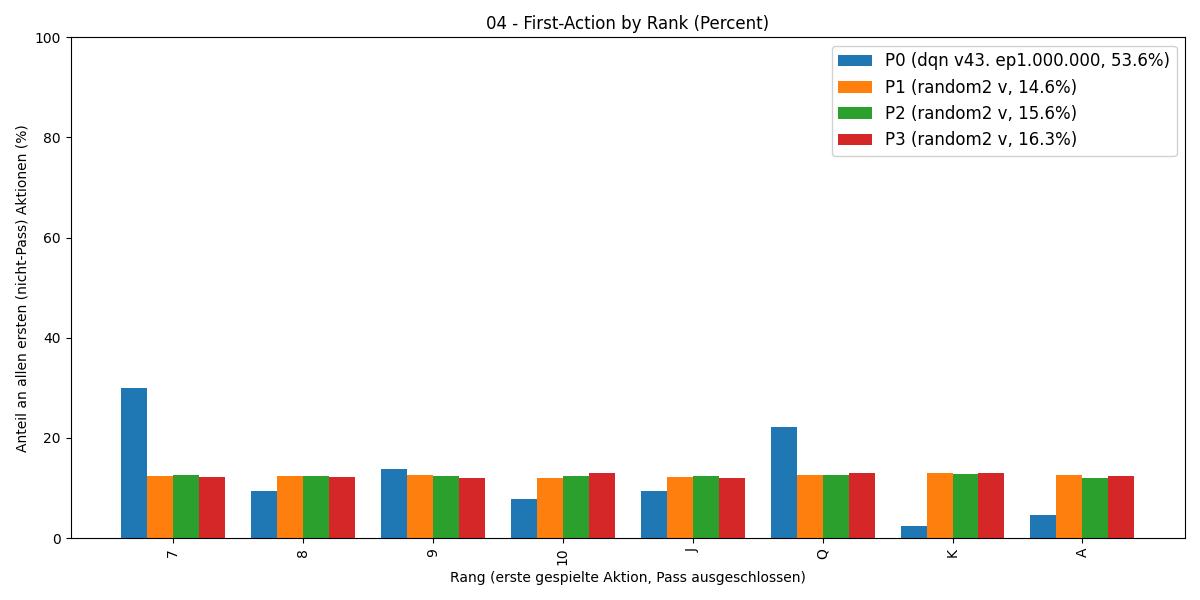 04 - First-Action by Rank (Percent)
Anteil an allen ersten (nicht-Pass) Aktionen (%)
100
80
60
40
20
0
P0 (dqn v43. ep1.000.000, 53.6%)
P1 (random2 v, 14.6%)
P2 (random2 v, 15.6%)
P3 (random2 v, 16.3%)
7 8 9 10 J Q K A
Rang (erste gespielte Aktion, Pass ausgeschlossen)